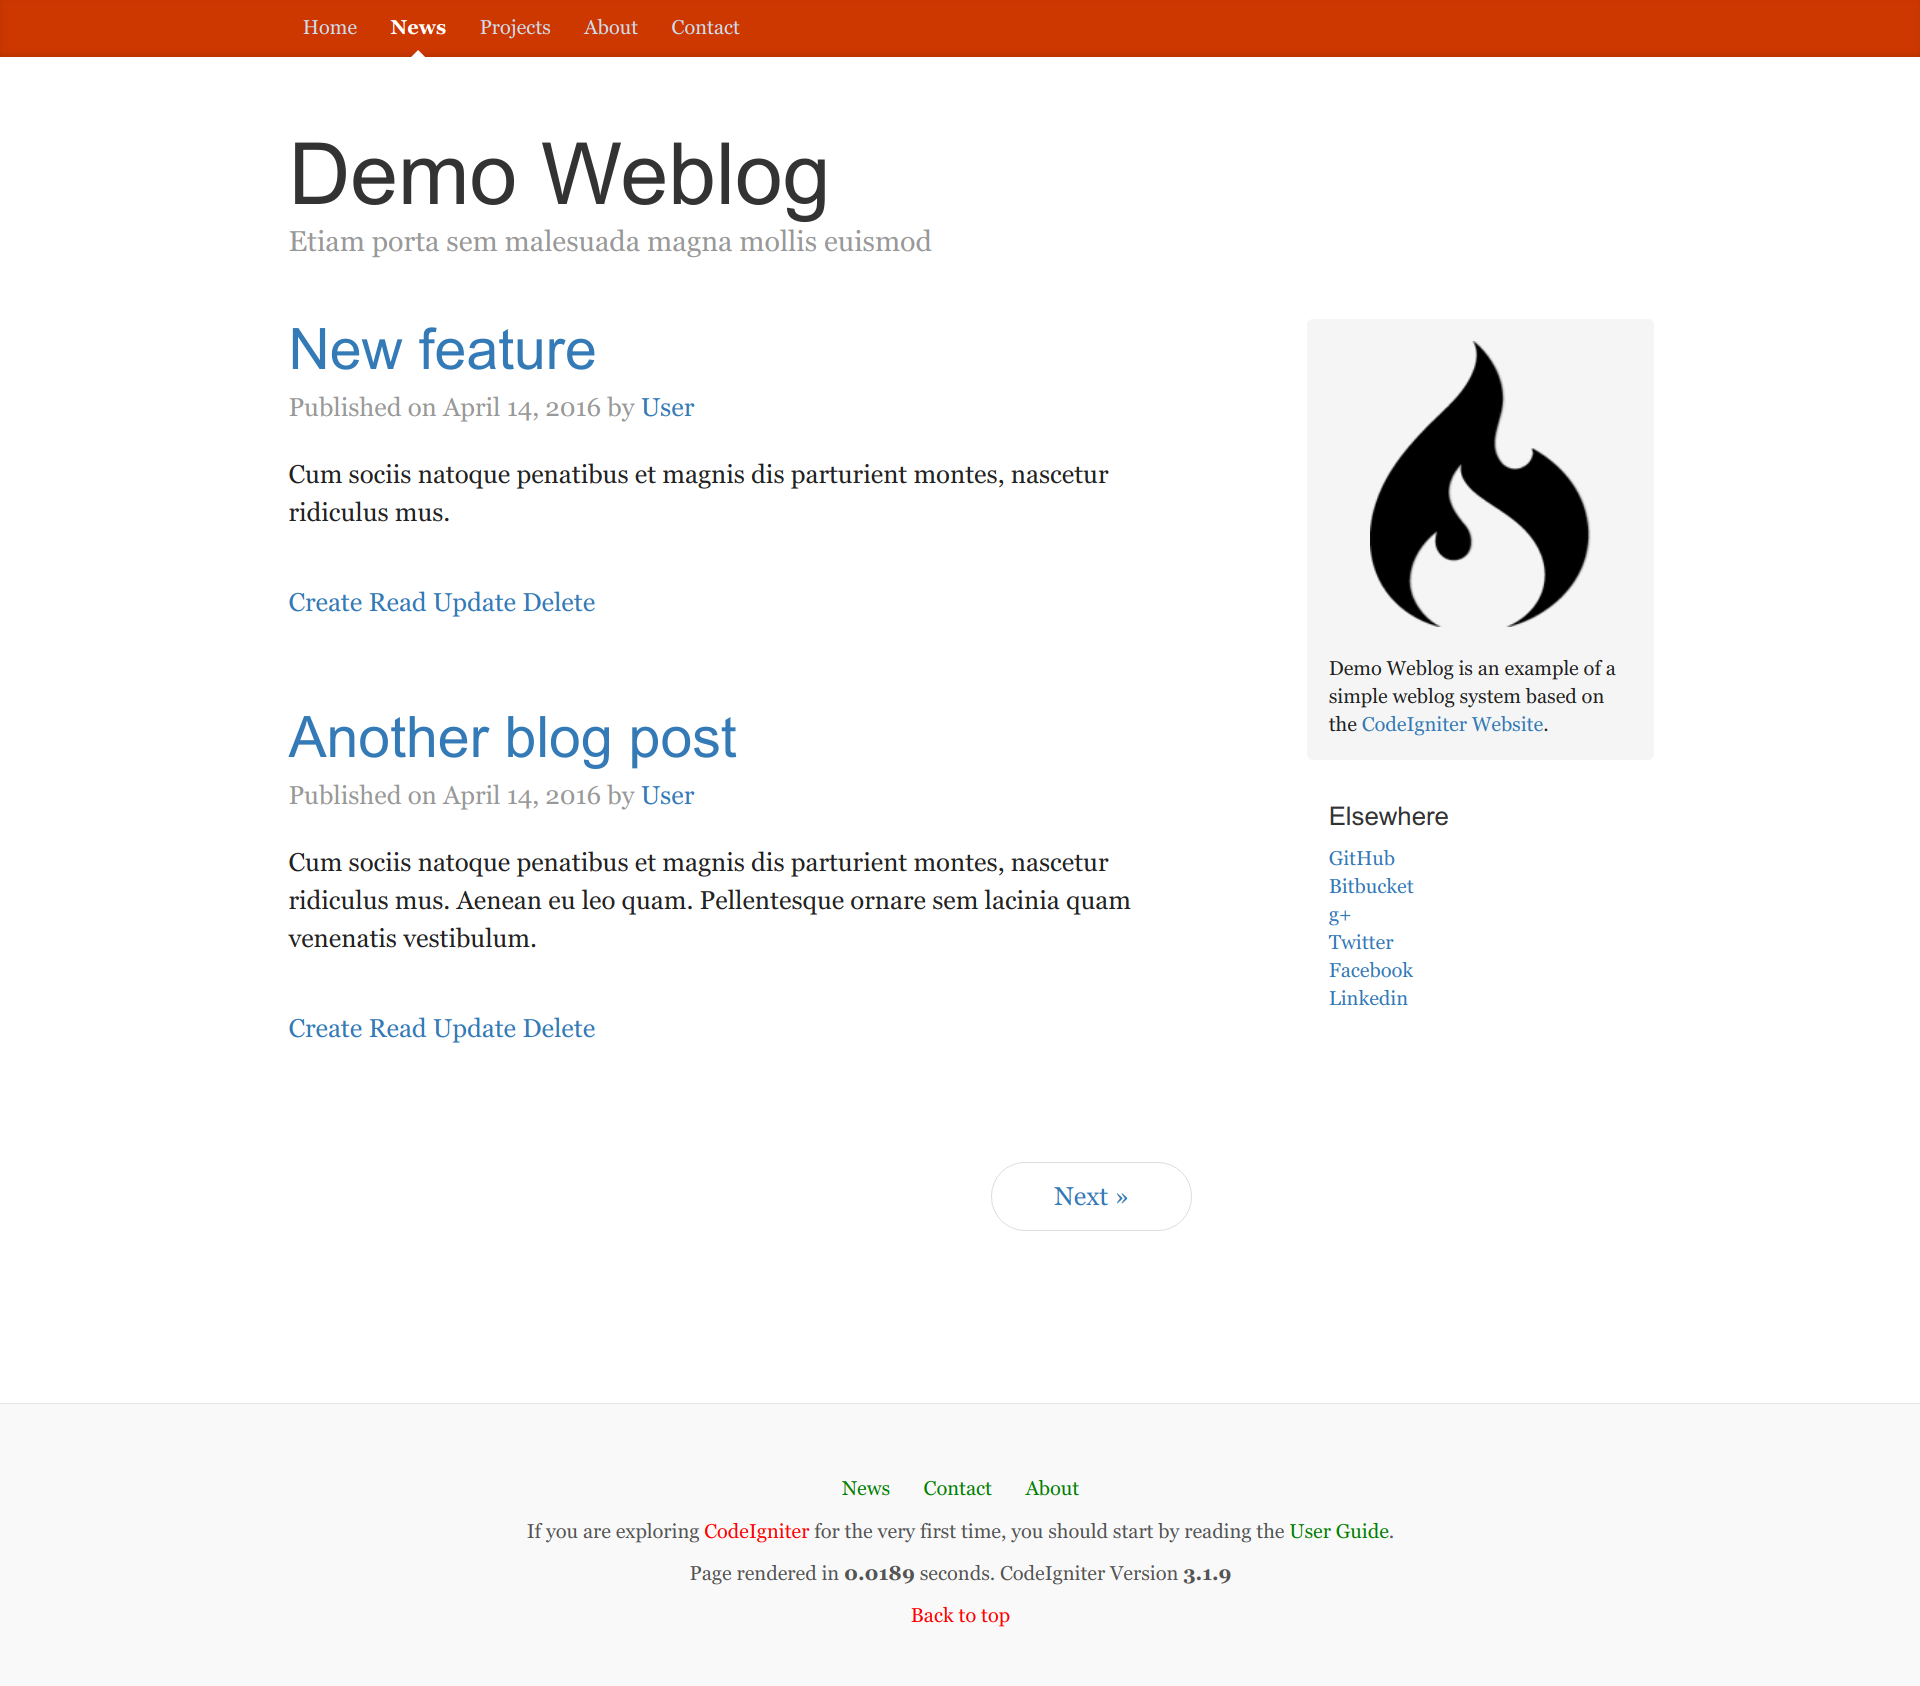 Home News Projects About Contact
Demo Weblog
Etiam porta sem malesuada magna mollis euismod
New feature
Published on April 14, 2016 by User
Cum sociis natoque penatibus et magnis dis parturient montes, nascetur
ridiculus mus.
Create Read Update Delete
Another blog post
Published on April 14, 2016 by User
Cum sociis natoque penatibus et magnis dis parturient montes, nascetur
ridiculus mus. Aenean eu leo quam. Pellentesque ornare sem lacinia quam
venenatis vestibulum.
Create Read Update Delete
Next »
Demo Weblog is an example of a
simple weblog system based on
the CodeIgniter Website.
Elsewhere
GitHub
Bitbucket
g+
Twitter
Facebook
Linkedin
News Contact About
If you are exploring CodeIgniter for the very first time, you should start by reading the User Guide.
Page rendered in 0.0189 seconds. CodeIgniter Version 3.1.9
Back to top